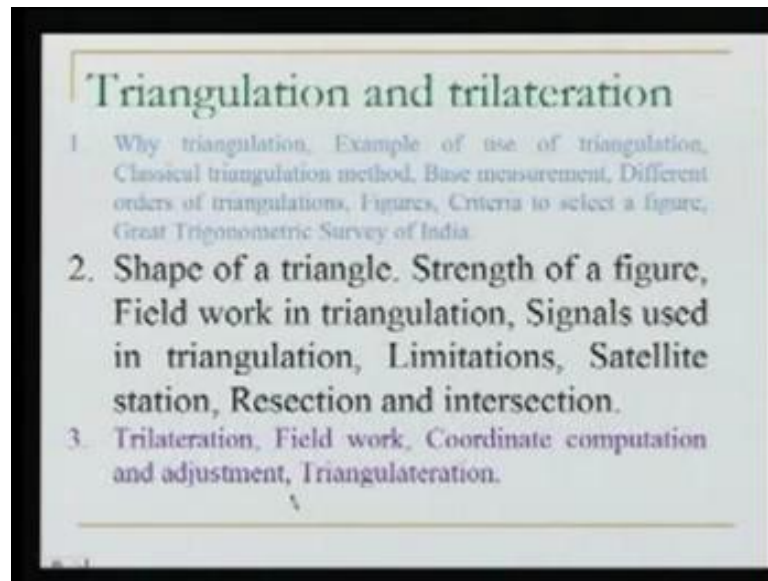 Triangulation and trilateration
1. Why triangulation, Example of use of triangulation,
Classical triangulation method, Base measurement, Different
orders of triangulations, Figures, Criteria to select a figure,
Great Trigonometric Survey of India.
2. Shape of a triangle. Strength of a figure,
Field work in triangulation, Signals used
in triangulation, Limitations, Satellite
station, Resection and intersection.
3. Trilateration, Field work, Coordinate computation
and adjustment, Triangulateration.